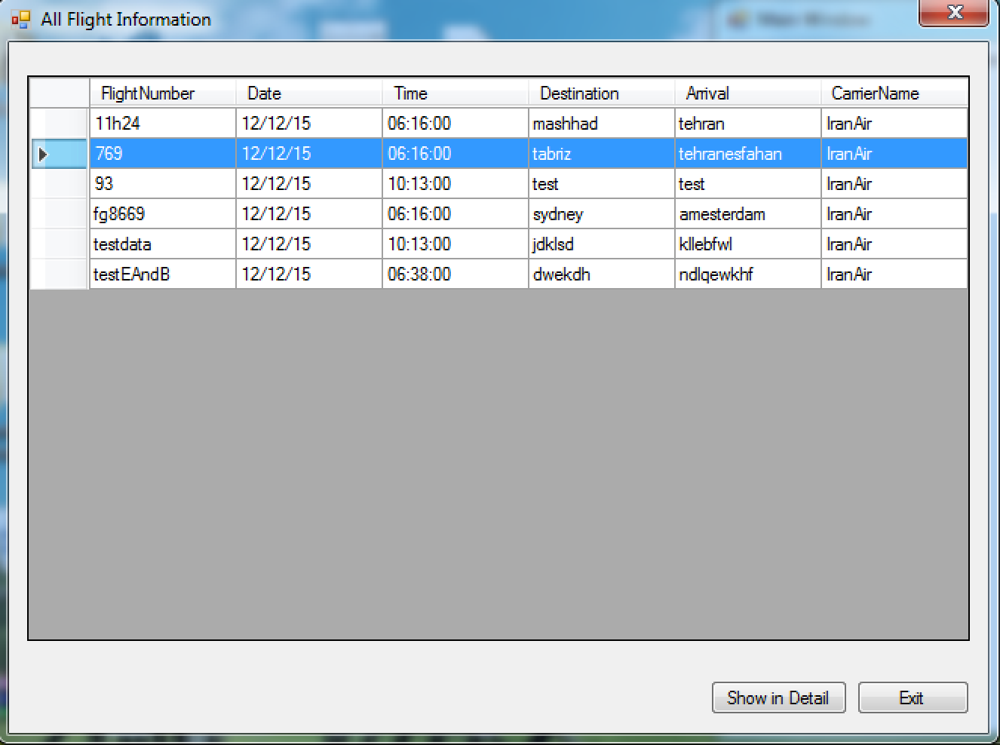 All Flight Information
FlightNumber Date Time Destination Arrival CarrierName
11h24 12/12/15 06:16:00 mashhad tehran IranAir
769 12/12/15 06:16:00 tabriz tehranesfahan IranAir
93 12/12/15 10:13:00 test test IranAir
fg8669 12/12/15 06:16:00 sydney amesterdam IranAir
testdata 12/12/15 10:13:00 jdklsd kllebfwl IranAir
testEAndB 12/12/15 06:38:00 dwekdh ndlqewkhf IranAir
Show in Detail Exit